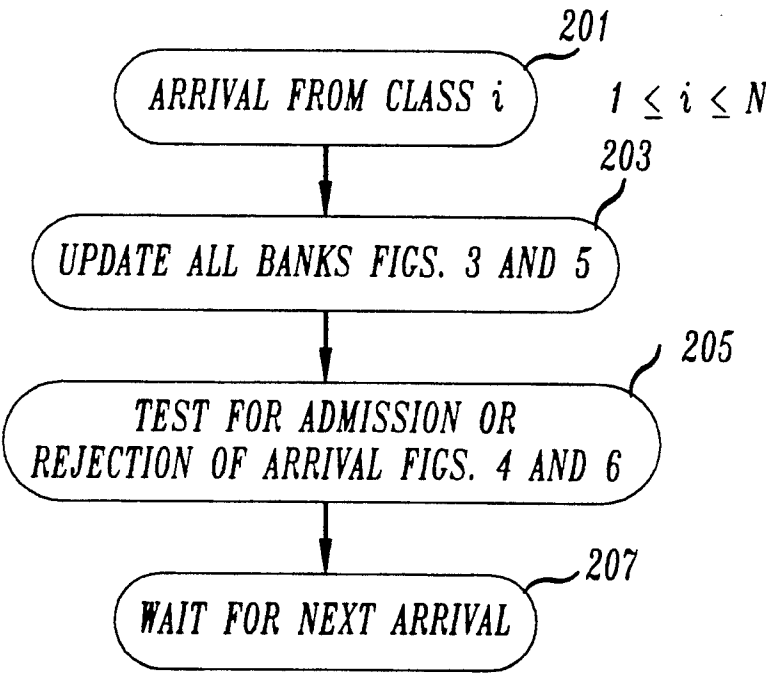 201
ARRIVAL FROM CLASS i
1 ≤ i ≤ N
203
UPDATE ALL BANKS FIGS. 3 AND 5
205
TEST FOR ADMISSION OR
REJECTION OF ARRIVAL FIGS. 4 AND 6
207
WAIT FOR NEXT ARRIVAL